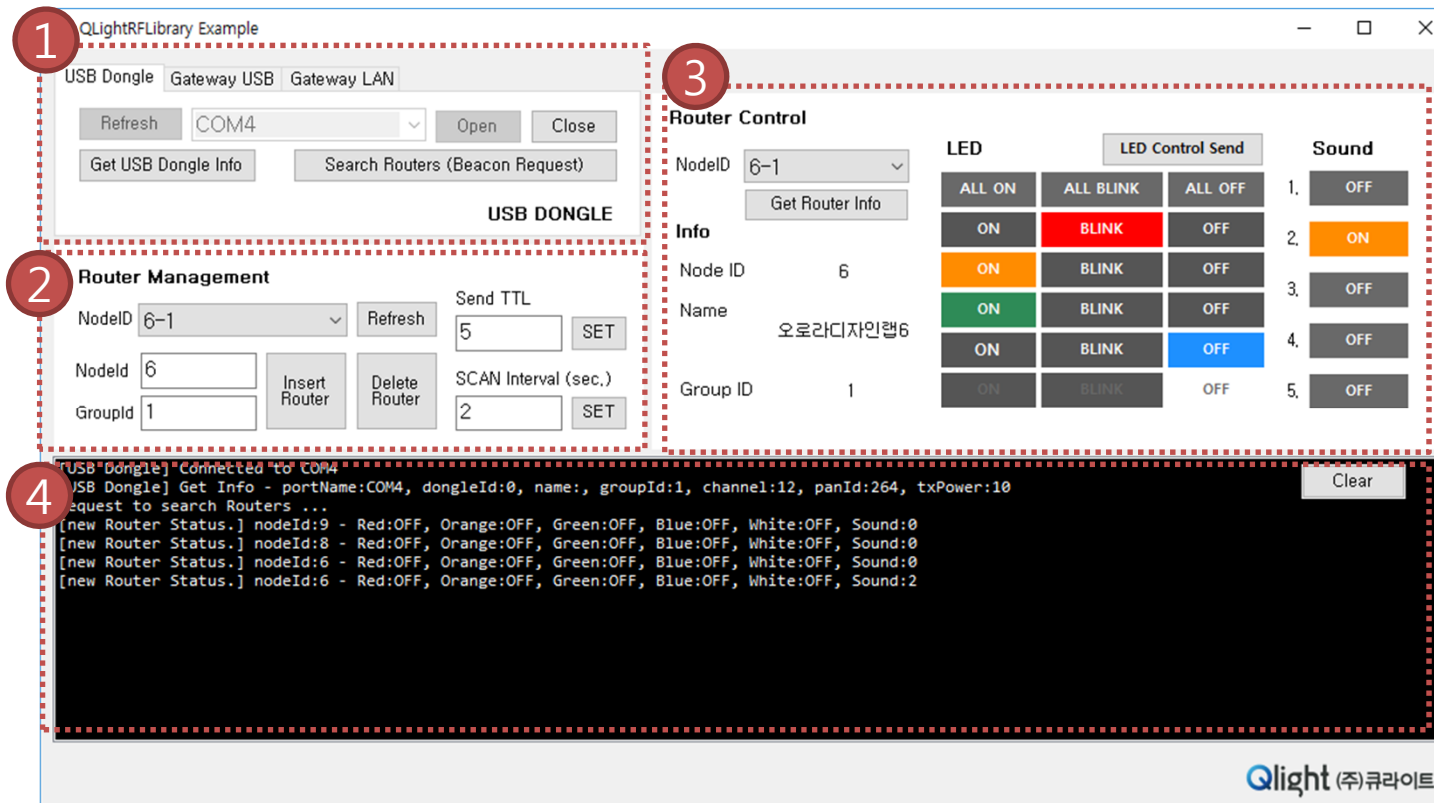 QLightRFLibrary Example
1
USB Dongle Gateway USB Gateway LAN
Refresh COM4 Open Close
Get USB Dongle Info Search Routers (Beacon Request)
USB DONGLE
2
Router Management
NodeID 6-1 Refresh
Send TTL
5 SET
NodeId 6
GroupId 1
Insert Router
Delete Router
SCAN Interval (sec.)
2 SET
3
Router Control
NodeID 6-1
Get Router Info
Info
Node ID 6
Name
오로라디자인랩6
Group ID 1
LED LED Control Send
ALL ON ALL BLINK ALL OFF
ON BLINK OFF
ON BLINK OFF
ON BLINK OFF
ON BLINK OFF
ON BLINK OFF
Sound
1. OFF
2. ON
3. OFF
4. OFF
5. OFF
4
[USB Dongle] Connected to COM4
[USB Dongle] Get Info - portName:COM4, dongleId:0, name:, groupId:1, channel:12, panId:264, txPower:10
Request to search Routers ...
[new Router Status.] nodeId:9 - Red:OFF, Orange:OFF, Green:OFF, Blue:OFF, White:OFF, Sound:0
[new Router Status.] nodeId:8 - Red:OFF, Orange:OFF, Green:OFF, Blue:OFF, White:OFF, Sound:0
[new Router Status.] nodeId:6 - Red:OFF, Orange:OFF, Green:OFF, Blue:OFF, White:OFF, Sound:0
[new Router Status.] nodeId:6 - Red:OFF, Orange:OFF, Green:OFF, Blue:OFF, White:OFF, Sound:2
Clear
Qlight (주)큐라이트